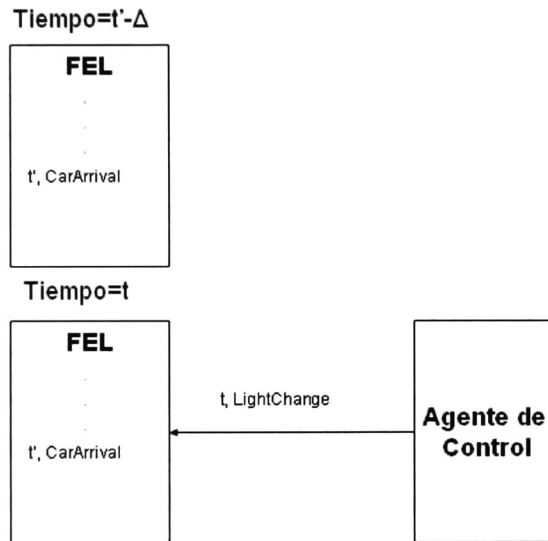 Tiempo=t'-Δ
FEL
.
.
.
t', CarArrival
Tiempo=t
FEL
.
.
.
t, LightChange
t', CarArrival
Agente de
Control